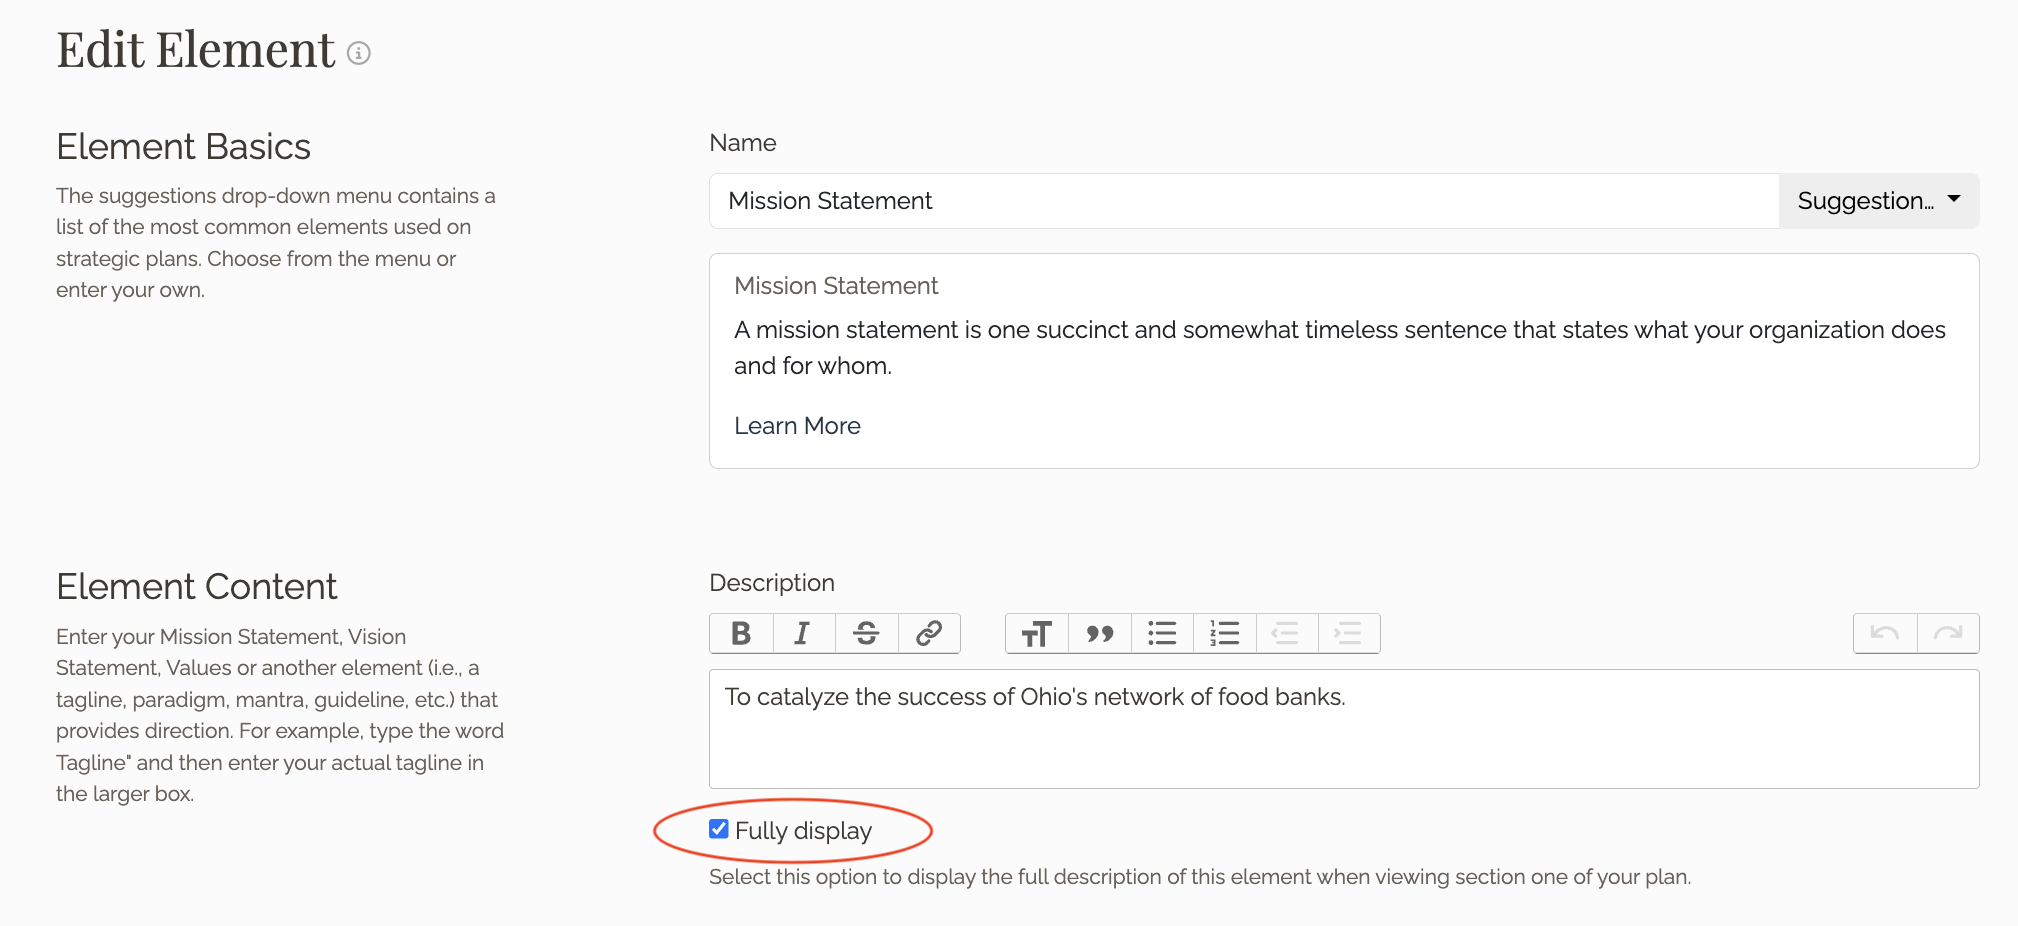 Edit Element
Element Basics
The suggestions drop-down menu contains a
list of the most common elements used on
strategic plans. Choose from the menu or
enter your own.
Name
Mission Statement
Suggestion…
Mission Statement
A mission statement is one succinct and somewhat timeless sentence that states what your organization does
and for whom.
Learn More
Element Content
Enter your Mission Statement, Vision
Statement, Values or another element (i.e., a
tagline, paradigm, mantra, guideline, etc.) that
provides direction. For example, type the word
Tagline" and then enter your actual tagline in
the larger box.
Description
To catalyze the success of Ohio's network of food banks.
Fully display
Select this option to display the full description of this element when viewing section one of your plan.